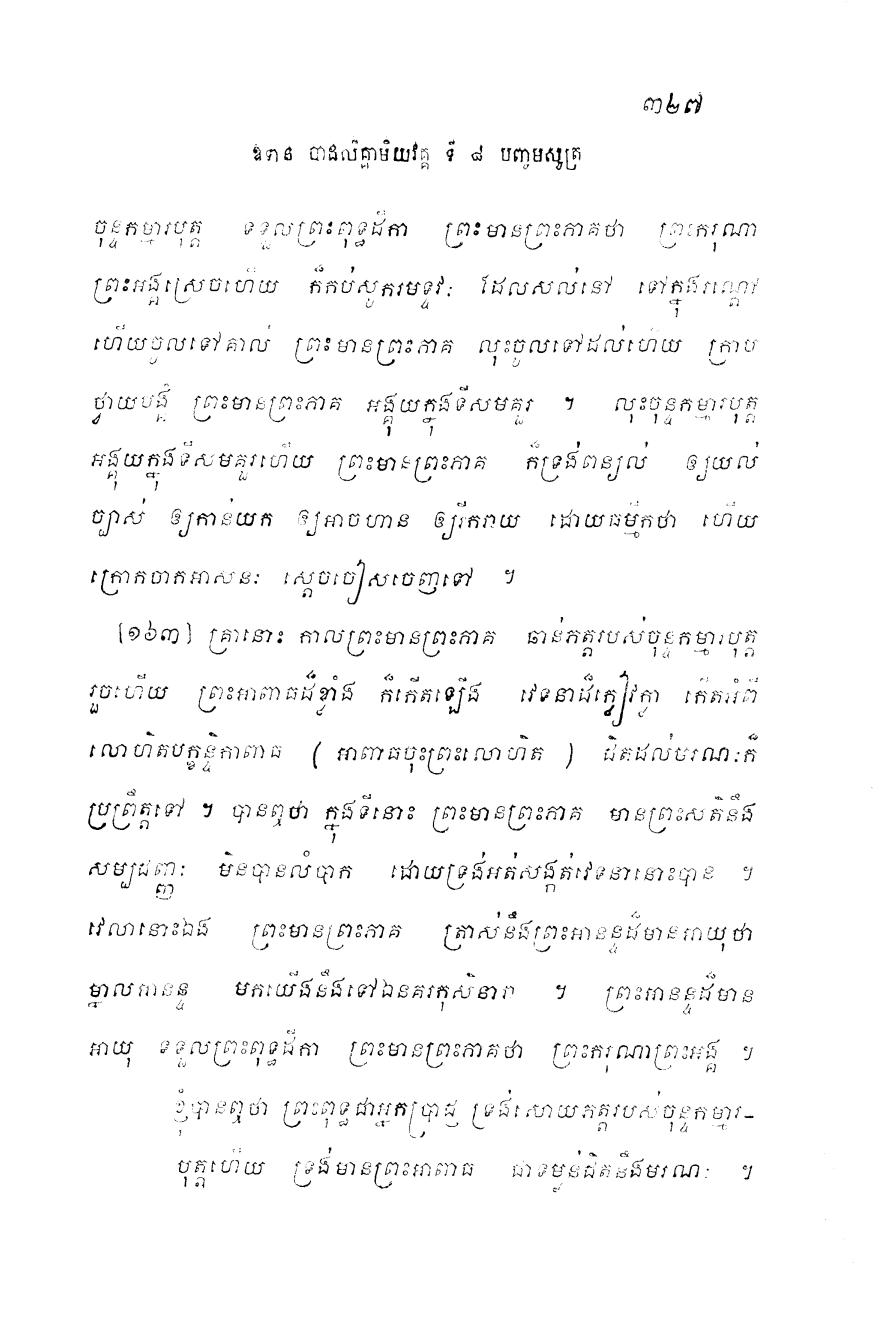 ៣២៧
ឧទាន បាដលិគ្គាមិយវគ្គ ទី ៨ បញ្ចមសូត្រ
ចុន្ទកម្មារបុត្ត ទទួលព្រះពុទ្ធដីកា ព្រះមានព្រះភាគថា ព្រះករុណា
ព្រះអង្គស្រេចហើយ ក៏កប់សូករមទ្ទវៈ ដែលសល់នៅ ទៅក្នុងរណ្តៅ
ហើយចូលទៅគាល់ ព្រះមានព្រះភាគ លុះចូលទៅដល់ហើយ ក្រាប
ថ្វាយបង្គំ ព្រះមានព្រះភាគ អង្គុយក្នុងទីសមគួរ ។ លុះចុន្ទកម្មារបុត្ត
អង្គុយក្នុងទីសមគួរហើយ ព្រះមានព្រះភាគ ក៏ទ្រង់ពន្យល់ ឲ្យយល់
ច្បាស់ ឲ្យកាន់យក ឲ្យអាចហាន ឲ្យរីករាយ ដោយធម្មីកថា ហើយ
ក្រោកចាកអាសនៈ ស្តេចចៀសចេញទៅ ។
[១៦៣] គ្រានោះ កាលព្រះមានព្រះភាគ ឆាន់ភត្តរបស់ចុន្ទកម្មារបុត្ត
រួចហើយ ព្រះអាពាធដ៏ខ្លាំង ក៏កើតឡើង វេទនាដ៏ក្លៀវក្លា កើតអំពី
លោហិតបក្ខន្ទិកាពាធ ( អាពាធចុះព្រះលោហិត ) ជិតដល់មរណៈក៏
ប្រព្រឹត្តទៅ ។ បានឮថា ក្នុងទីនោះ ព្រះមានព្រះភាគ មានព្រះសតិនឹង
សម្បជញ្ញៈ មិនបានលំបាក ដោយទ្រង់អត់សង្កត់វេទនានោះបាន ។
វេលានោះឯង ព្រះមានព្រះភាគ ត្រាស់នឹងព្រះអានន្ទដ៏មានអាយុថា
ម្នាលអានន្ទ មកយើងនឹងទៅឯនគរកុសិនារា ។ ព្រះអានន្ទដ៏មាន
អាយុ ទទួលព្រះពុទ្ធដីកា ព្រះមានព្រះភាគថា ព្រះករុណាព្រះអង្គ ។
ខ្ញុំបានឮថា ព្រះពុទ្ធជាអ្នកប្រាជ្ញ ទ្រង់សោយភត្តរបស់ចុន្ទកម្មារ-
បុត្តហើយ ទ្រង់មានព្រះអាពាធ ជាទម្ងន់ជិតនឹងមរណៈ ។